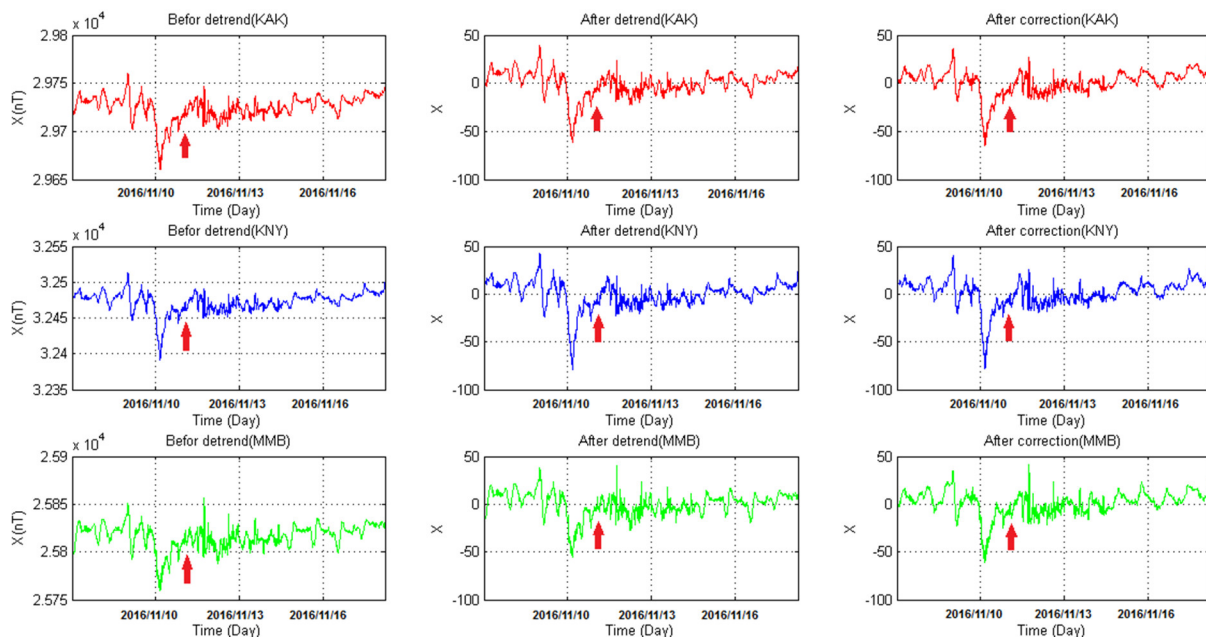 Befor detrend(KAK)
x 10⁴
2.98
2.975
2.97
2.965
X(nT)
2016/11/10 2016/11/13 2016/11/16
Time (Day)
After detrend(KAK)
50
0
-50
-100
X
2016/11/10 2016/11/13 2016/11/16
Time (Day)
After correction(KAK)
50
0
-50
-100
X
2016/11/10 2016/11/13 2016/11/16
Time (Day)
Befor detrend(KNY)
x 10⁴
3.255
3.25
3.245
3.24
3.235
X(nT)
2016/11/10 2016/11/13 2016/11/16
Time (Day)
After detrend(KNY)
50
0
-50
-100
X
2016/11/10 2016/11/13 2016/11/16
Time (Day)
After correction(KNY)
50
0
-50
-100
X
2016/11/10 2016/11/13 2016/11/16
Time (Day)
Befor detrend(MMB)
x 10⁴
2.59
2.585
2.58
2.575
X(nT)
2016/11/10 2016/11/13 2016/11/16
Time (Day)
After detrend(MMB)
50
0
-50
-100
X
2016/11/10 2016/11/13 2016/11/16
Time (Day)
After correction(MMB)
50
0
-50
-100
X
2016/11/10 2016/11/13 2016/11/16
Time (Day)